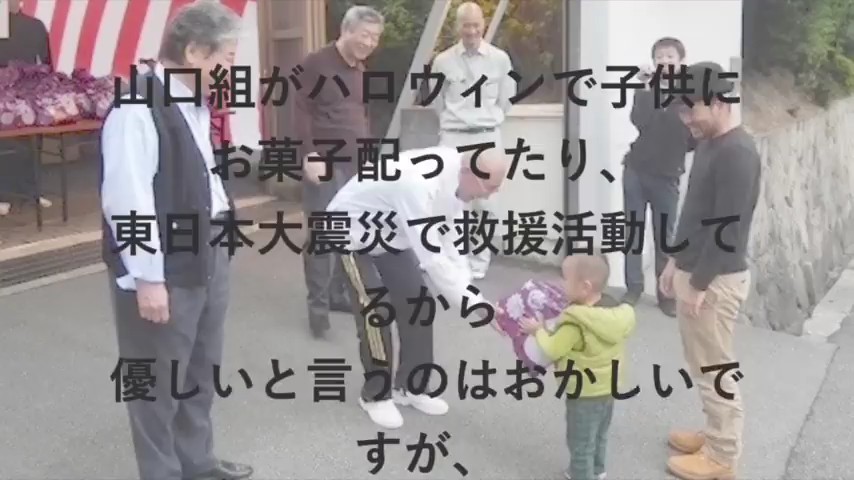 山口組がハロウィンで子供に
お菓子配ってたり、
東日本大震災で救援活動して
るから
優しいと言うのはおかしいで
すが、